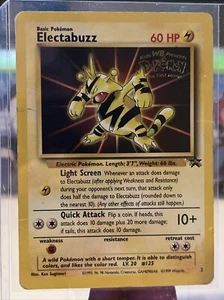 Basic Pokémon
Electabuzz
60 HP
Kids WB Presents
POKÉMON
The First Movie
Electric Pokémon. Length: 3'7", Weight: 66 lbs.
Light Screen Whenever an attack does damage
to Electabuzz (after applying Weakness and Resistance)
during your opponent's next turn, that attack only
does half the damage to Electabuzz (rounded down to
the nearest 10). (Any other effects of attacks still happen.)
Quick Attack Flip a coin. If heads, this
attack does 10 damage plus 20 more damage;
if tails, this attack does 10 damage.
10+
weakness
resistance
retreat cost
A wild Pokémon with a short temper. It is able to distinguish
colors, and likes the color red. LV. 20 #125
Illus. Ken Sugimori
2